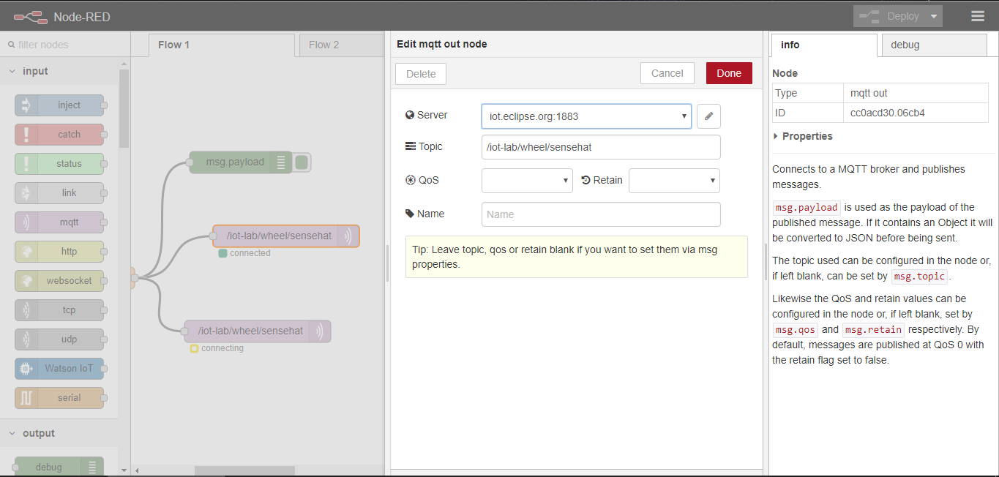 Node-RED
Deploy
filter nodes
input
inject
catch
status
link
mqtt
http
websocket
tcp
udp
Watson IoT
serial
output
debug
Flow 1
Flow 2
msg.payload
/iot-lab/wheel/sensehat
connected
/iot-lab/wheel/sensehat
connecting
Edit mqtt out node
Delete
Cancel
Done
Server
iot.eclipse.org:1883
Topic
/iot-lab/wheel/sensehat
QoS
Retain
Name
Name
Tip: Leave topic, qos or retain blank if you want to set them via msg
properties.
info
debug
Node
Type mqtt out
ID cc0acd30.06cb4
Properties
Connects to a MQTT broker and publishes
messages.
msg.payload is used as the payload of the
published message. If it contains an Object it will
be converted to JSON before being sent.
The topic used can be configured in the node or,
if left blank, can be set by msg.topic.
Likewise the QoS and retain values can be
configured in the node or, if left blank, set by
msg.qos and msg.retain respectively. By
default, messages are published at QoS 0 with
the retain flag set to false.